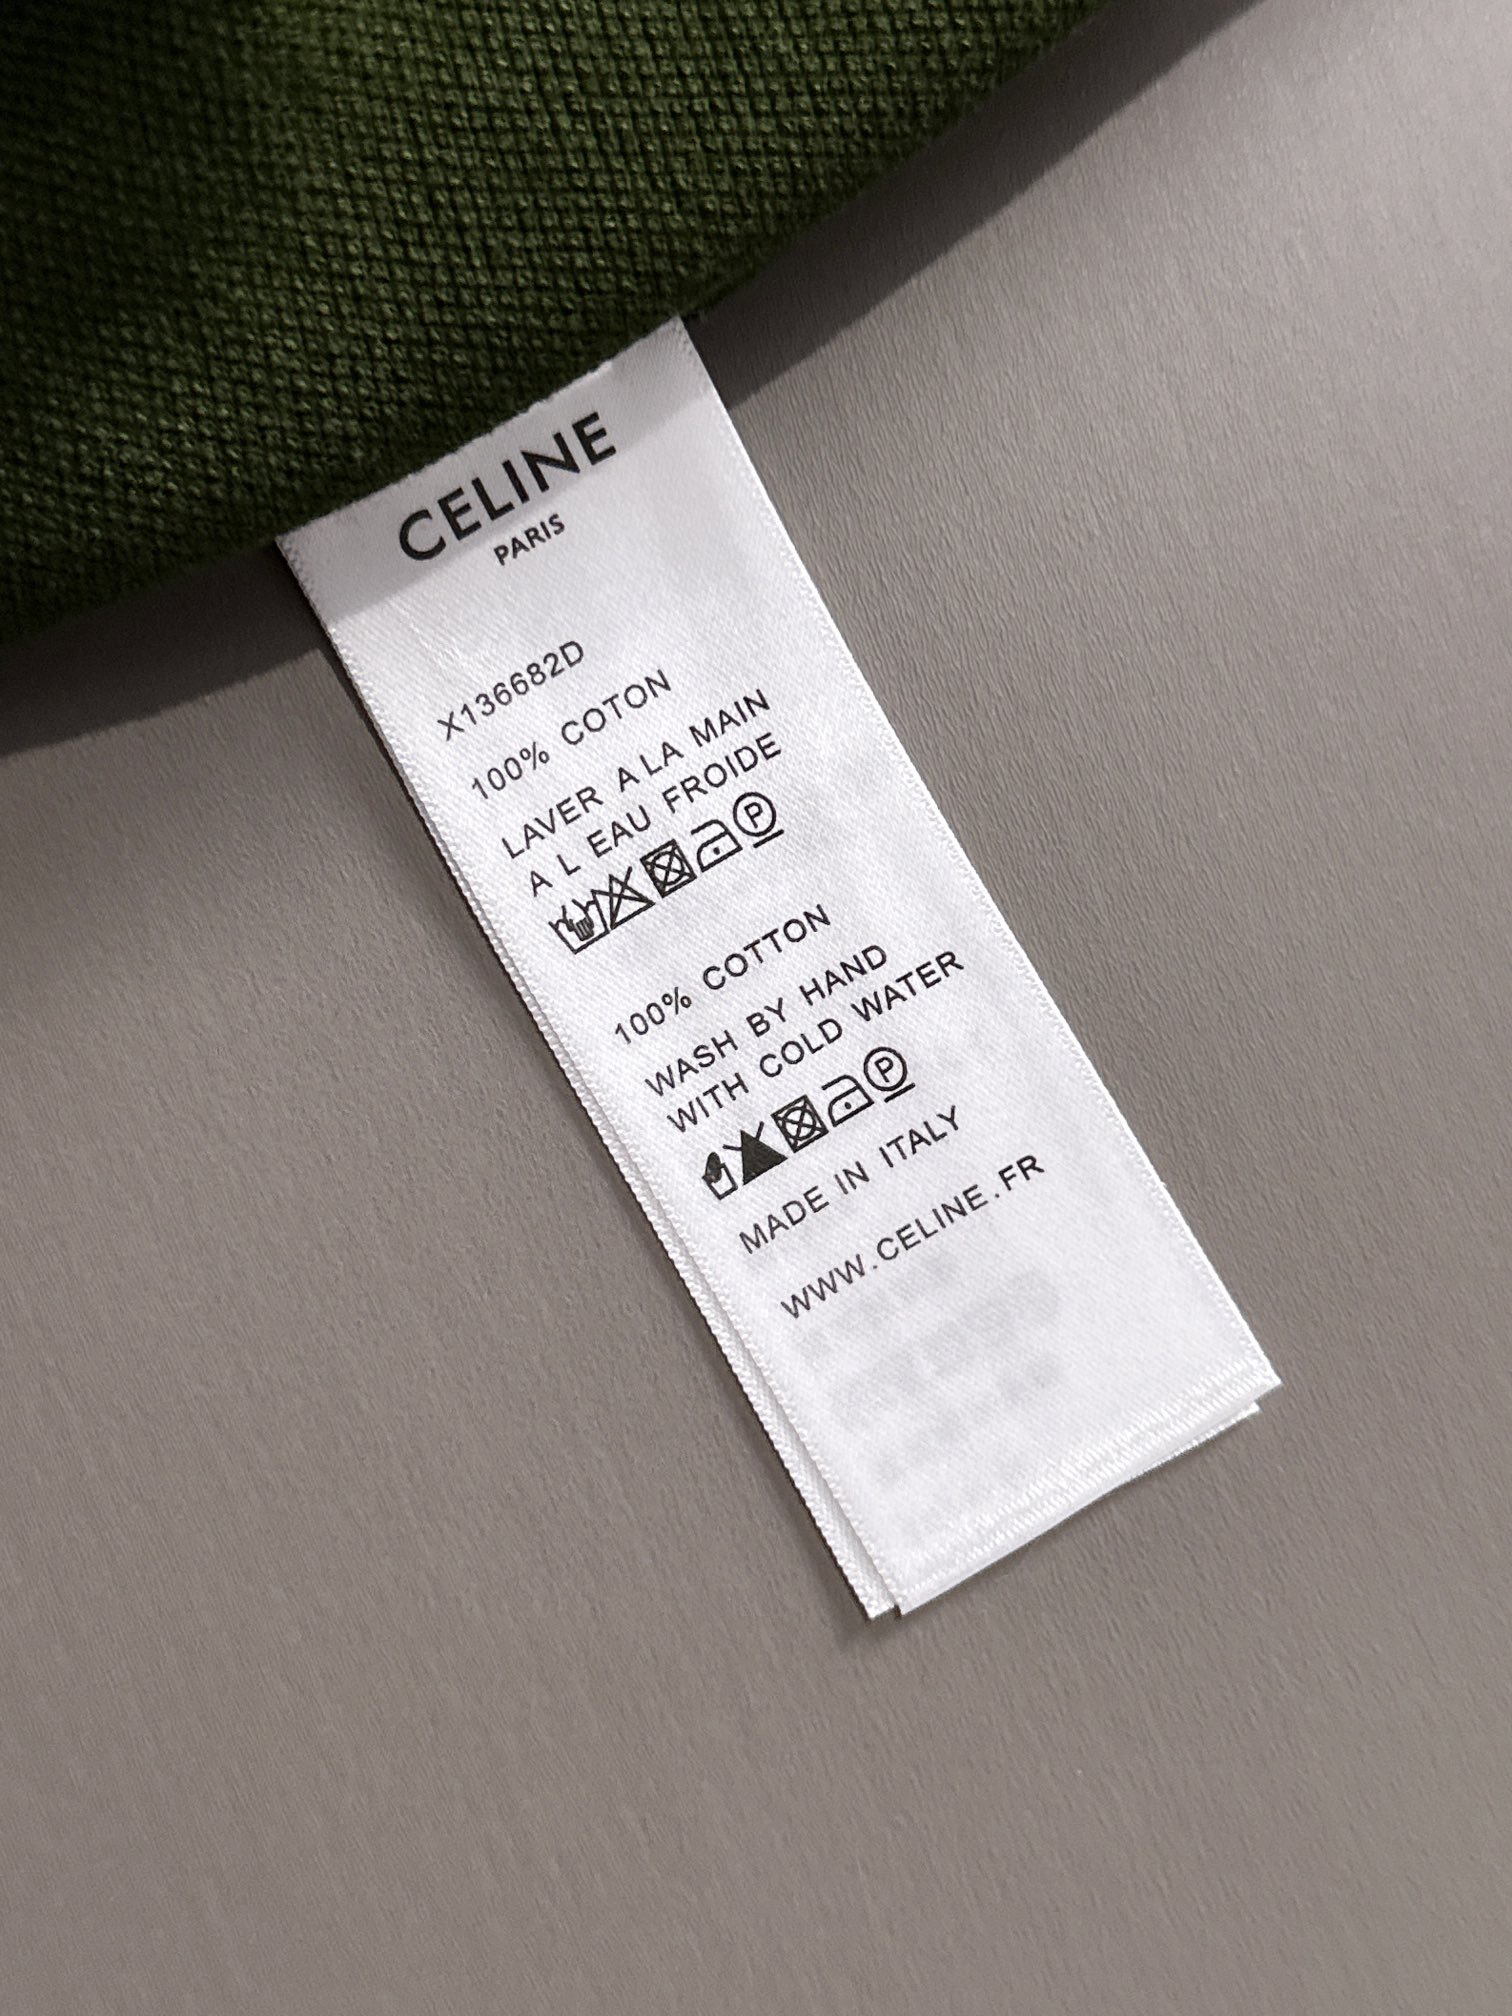 CELINE
PARIS
X136682D
100% COTON
LAVER A LA MAIN
A L EAU FROIDE
P
100% COTTON
WASH BY HAND
WITH COLD WATER
P
MADE IN ITALY
WWW.CELINE.FR